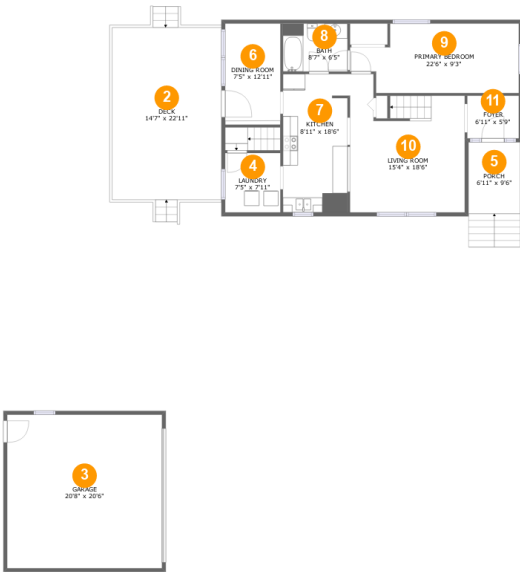 8
BATH
8'7" x 6'5"
9
PRIMARY BEDROOM
22'6" x 9'3"
6
DINING ROOM
7'5" x 12'11"
2
DECK
14'7" x 22'11"
7
KITCHEN
8'11" x 18'6"
11
FOYER
6'11" x 5'9"
10
LIVING ROOM
15'4" x 18'6"
4
LAUNDRY
7'5" x 7'11"
5
PORCH
6'11" x 9'6"
3
GARAGE
20'8" x 20'6"